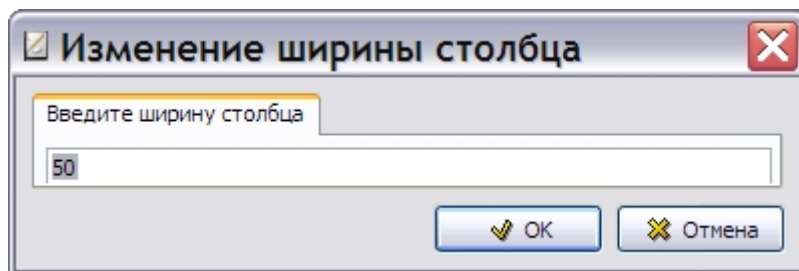 Изменение ширины столбца
Введите ширину столбца
50
OK
Отмена